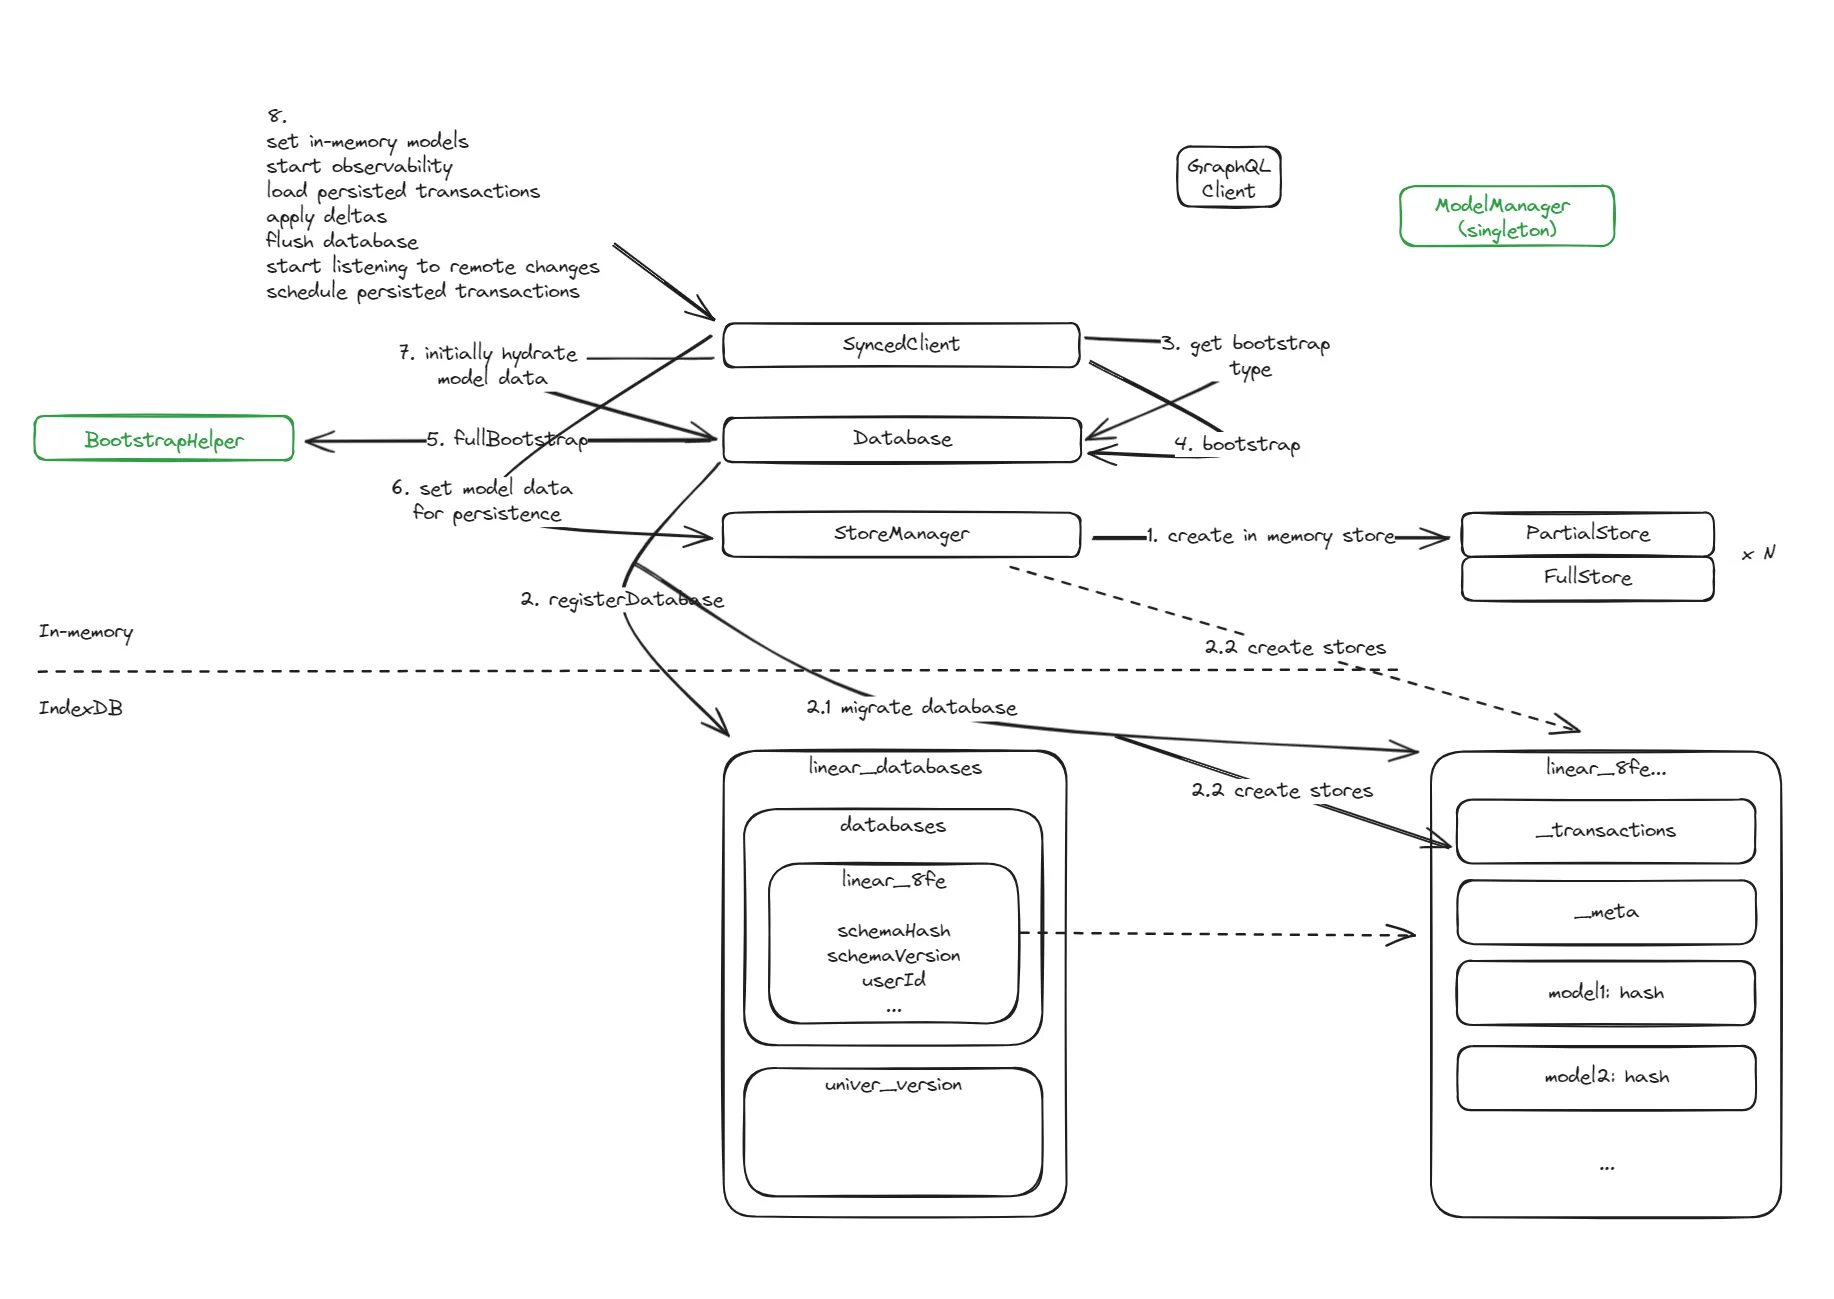 8.
set in-memory models
start observability
load persisted transactions
apply deltas
flush database
start listening to remote changes
schedule persisted transactions
GraphQL
Client
ModelManager
(singleton)
SyncedClient
3. get bootstrap
type
7. initially hydrate
model data
BootstrapHelper
5. fullBootstrap
Database
4. bootstrap
6. set model data
for persistence
StoreManager
1. create in memory store
PartialStore
FullStore
x N
2. registerDatabase
In-memory
2.2 create stores
IndexDB
2.1 migrate database
linear_databases
2.2 create stores
linear_8fe...
databases
_transactions
linear_8fe
schemaHash
schemaVersion
userId
...
_meta
model1: hash
univer_version
model2: hash
...